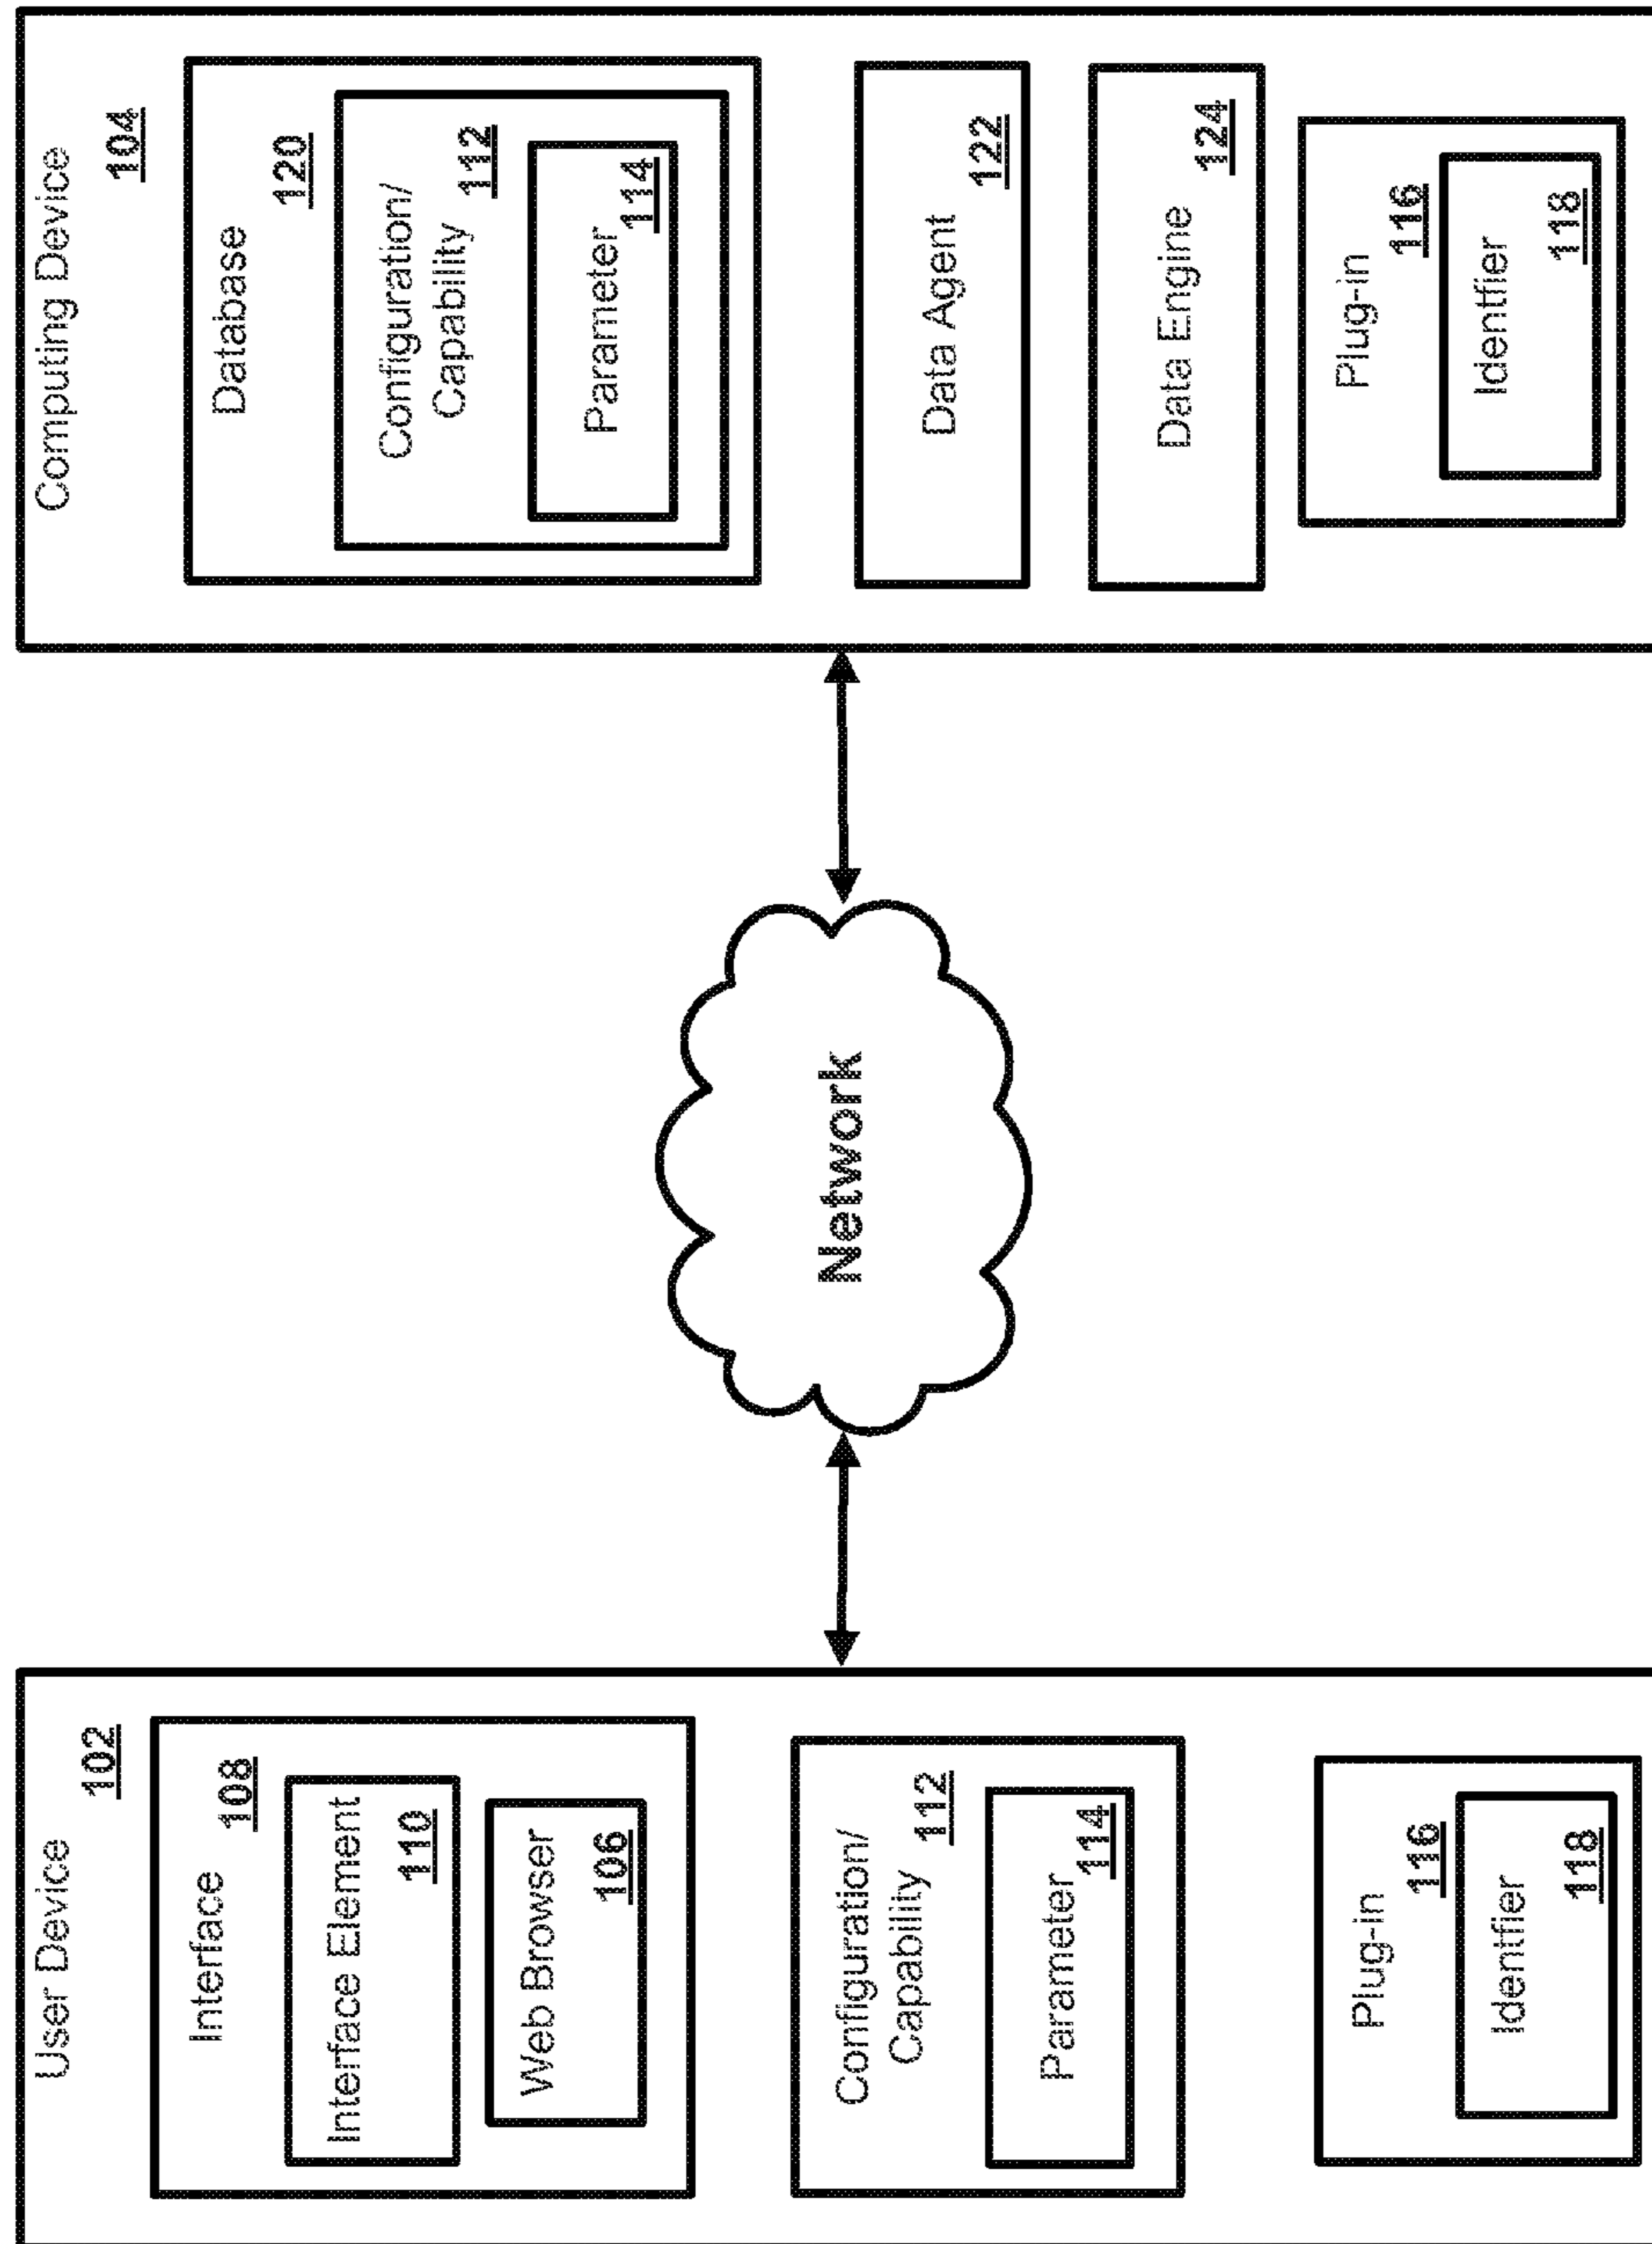 User Device
102
Interface
108
Interface Element
110
Web Browser
106
Configuration/
Capability
112
Parameter
114
Plug-in
116
Identifier
118
Network
Computing Device
104
Database
120
Configuration/
Capability
112
Parameter
114
Data Agent
122
Data Engine
124
Plug-in
116
Identifier
118